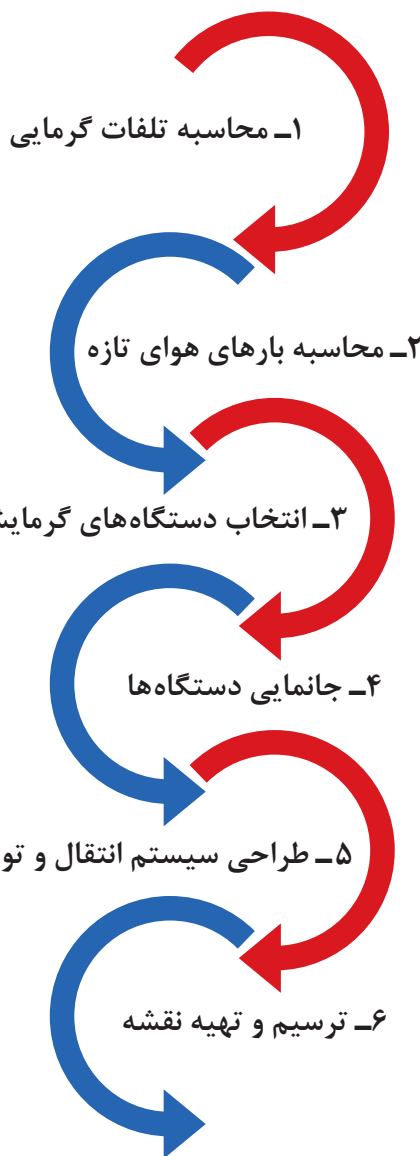 ۱ـ محاسبه تلفات گرمایی
۲ـ محاسبه بارهای هوای تازه
۳ـ انتخاب دستگاه‌های
۴ـ جانمایی دستگاه‌ها
۵ـ طراحی سیستم انتقال و
۶ـ ترسیم و تهیه نقشه